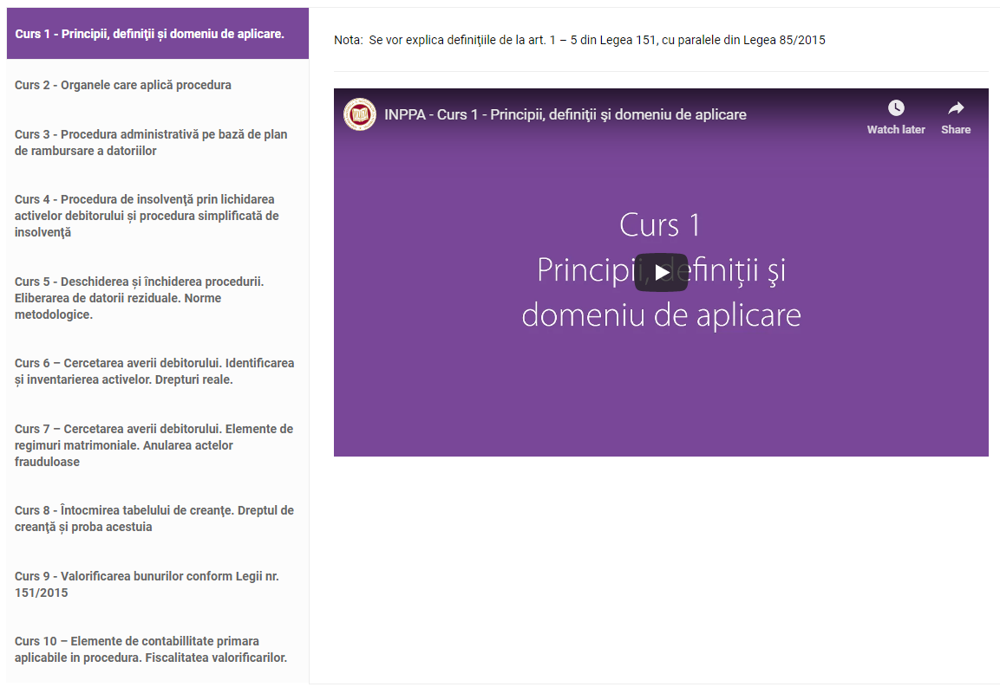 Curs 1 - Principii, definiţii și domeniu de aplicare.
Curs 2 - Organele care aplică procedura
Curs 3 - Procedura administrativă pe bază de plan
de rambursare a datoriilor
Curs 4 - Procedura de insolvenţă prin lichidarea
activelor debitorului și procedura simplificată de
insolvenţă
Curs 5 - Deschiderea și închiderea procedurii.
Eliberarea de datorii reziduale. Norme
metodologice.
Curs 6 – Cercetarea averii debitorului. Identificarea
și inventarierea activelor. Drepturi reale.
Curs 7 – Cercetarea averii debitorului. Elemente de
regimuri matrimoniale. Anularea actelor
frauduloase
Curs 8 - Întocmirea tabelului de creanţe. Dreptul de
creanţă și proba acestuia
Curs 9 - Valorificarea bunurilor conform Legii nr.
151/2015
Curs 10 – Elemente de contabillitate primara
aplicabile in procedura. Fiscalitatea valorificarilor.
Nota: Se vor explica definiţiile de la art. 1 – 5 din Legea 151, cu paralele din Legea 85/2015
INPPA - Curs 1 - Principii, definiţii şi domeniu de aplicare
Watch later
Share
Curs 1
Principii, definiţii şi
domeniu de aplicare